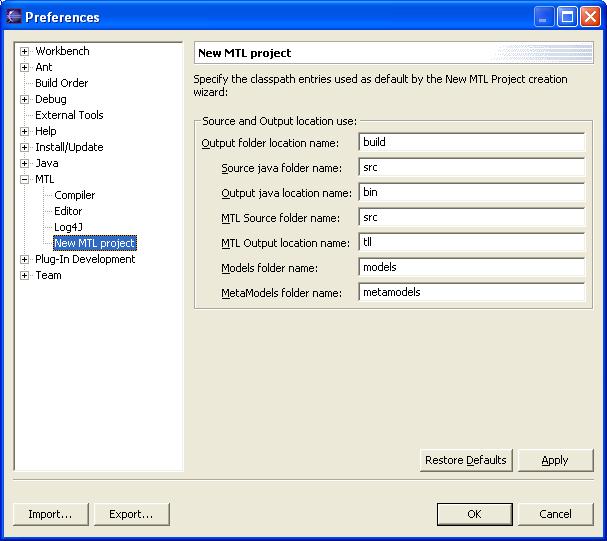 Preferences
Workbench
Ant
Build Order
Debug
External Tools
Help
Install/Update
Java
MTL
Compiler
Editor
Log4J
New MTL project
Plug-In Development
Team
New MTL project
Specify the classpath entries used as default by the New MTL Project creation
wizard:
Source and Output location use:
Output folder location name: build
Source java folder name: src
Output java location name: bin
MTL Source folder name: src
MTL Output location name: tll
Models folder name: models
MetaModels folder name: metamodels
Restore Defaults Apply
Import... Export... OK Cancel